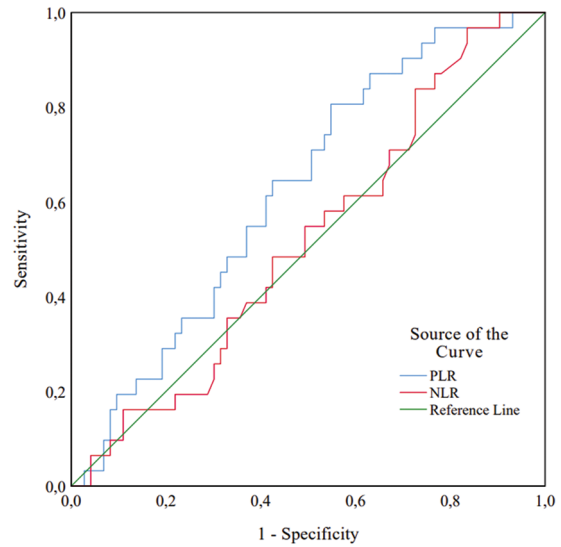 1,0
0,8
0,6
0,4
0,2
0,0
Sensitivity
Source of the
Curve
PLR
NLR
Reference Line
0,0 0,2 0,4 0,6 0,8 1,0
1 - Specificity